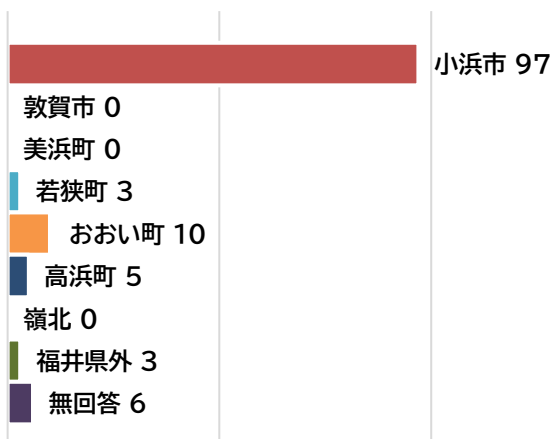 小浜市 97
敦賀市 0
美浜町 0
若狭町 3
おおい町 10
高浜町 5
嶺北 0
福井県外 3
無回答 6